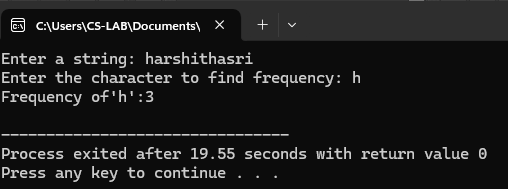 C:\Users\CS-LAB\Documents\
Enter a string: harshithasri
Enter the character to find frequency: h
Frequency of'h':3
--------------------------------
Process exited after 19.55 seconds with return value 0
Press any key to continue . . .